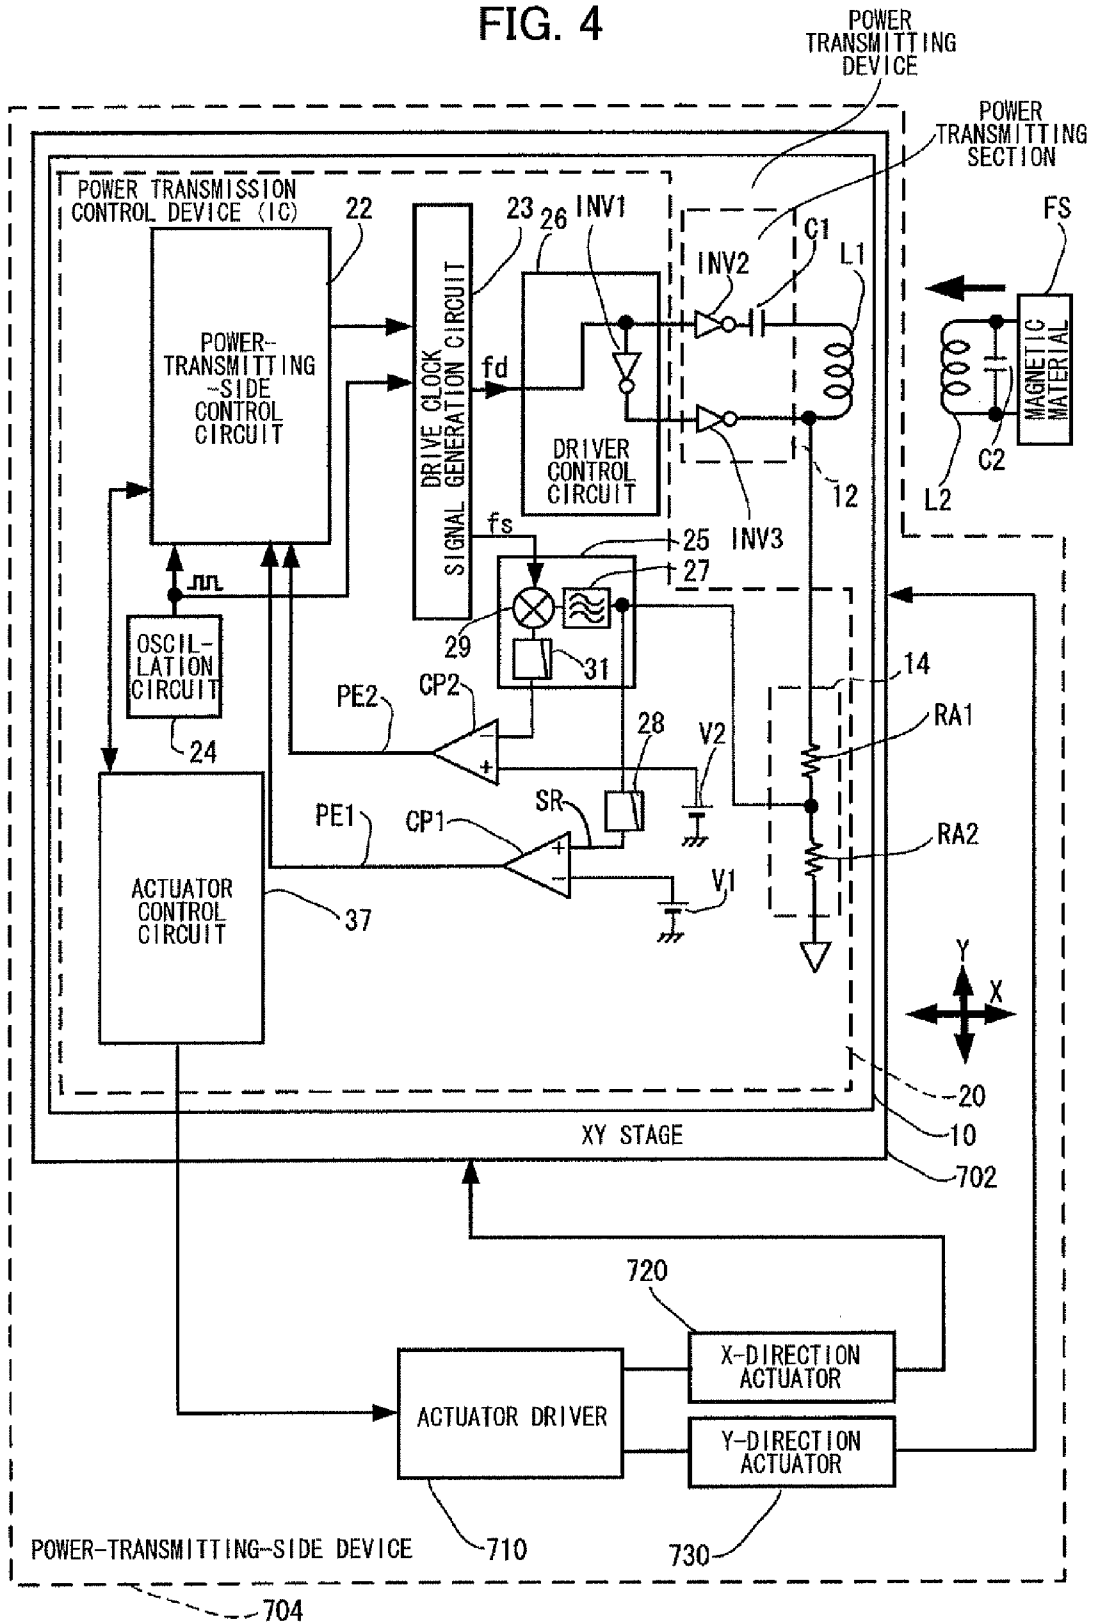 FIG. 4
POWER
TRANSMITTING
DEVICE
POWER
TRANSMITTING
SECTION
POWER TRANSMISSION
CONTROL DEVICE (IC)
22
23
26
INV1
C1
L1
FS
INV2
POWER-
TRANSMITTING
-SIDE
CONTROL
CIRCUIT
DRIVE CLOCK
SIGNAL GENERATION CIRCUIT
fd
DRIVER
CONTROL
CIRCUIT
MAGNETIC
MATERIAL
C2
L2
12
INV3
fs
25
27
29
31
OSCIL-
LATION
CIRCUIT
24
PE2
CP2
28
V2
14
RA1
SR
PE1
CP1
RA2
V1
ACTUATOR
CONTROL
CIRCUIT
37
Y
X
20
10
XY STAGE
702
720
X-DIRECTION
ACTUATOR
ACTUATOR DRIVER
Y-DIRECTION
ACTUATOR
710
730
POWER-TRANSMITTING-SIDE DEVICE
704